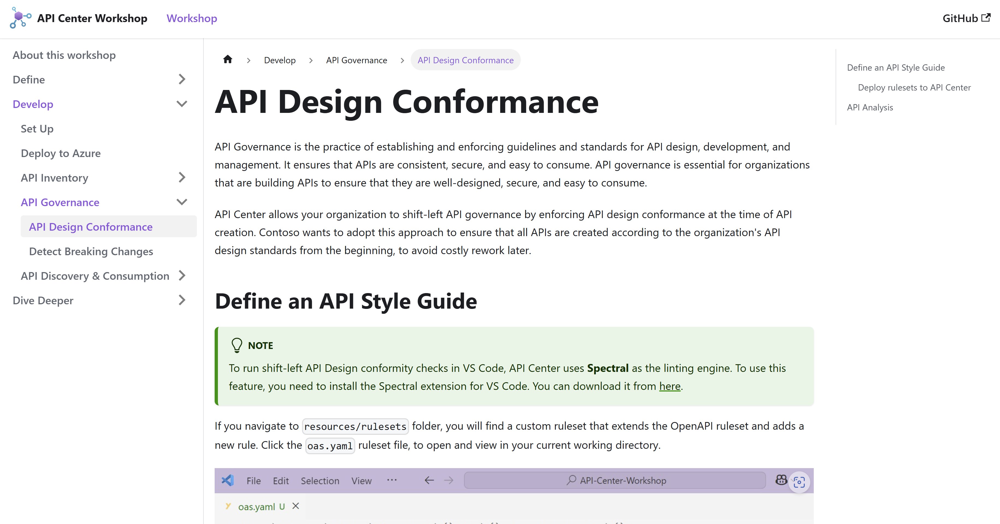 API Center Workshop
Workshop
GitHub
About this workshop
Define
Develop
Set Up
Deploy to Azure
API Inventory
API Governance
API Design Conformance
Detect Breaking Changes
API Discovery & Consumption
Dive Deeper
Develop
API Governance
API Design Conformance
API Design Conformance
API Governance is the practice of establishing and enforcing guidelines and standards for API design, development, and
management. It ensures that APIs are consistent, secure, and easy to consume. API governance is essential for organizations
that are building APIs to ensure that they are well-designed, secure, and easy to consume.
API Center allows your organization to shift-left API governance by enforcing API design conformance at the time of API
creation. Contoso wants to adopt this approach to ensure that all APIs are created according to the organization's API
design standards from the beginning, to avoid costly rework later.
Define an API Style Guide
NOTE
To run shift-left API Design conformity checks in VS Code, API Center uses Spectral as the linting engine. To use this
feature, you need to install the Spectral extension for VS Code. You can download it from here.
If you navigate to resources/rulesets folder, you will find a custom ruleset that extends the OpenAPI ruleset and adds a
new rule. Click the oas.yaml ruleset file, to open and view in your current working directory.
File Edit Selection View ··· API-Center-Workshop
oas.yaml U
Define an API Style Guide
Deploy rulesets to API Center
API Analysis